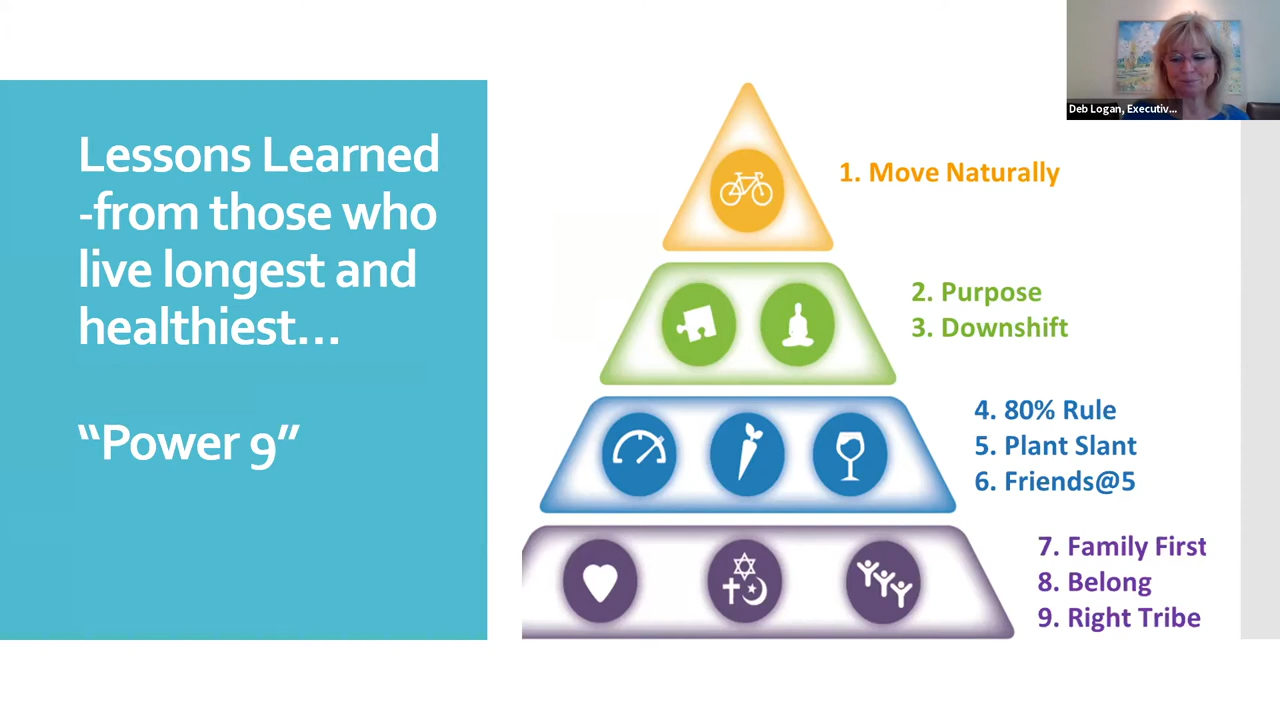 Lessons Learned
-from those who
live longest and
healthiest...
“Power 9”
1. Move Naturally
2. Purpose
3. Downshift
4. 80% Rule
5. Plant Slant
6. Friends@5
7. Family First
8. Belong
9. Right Tribe
Deb Logan, Executiv...